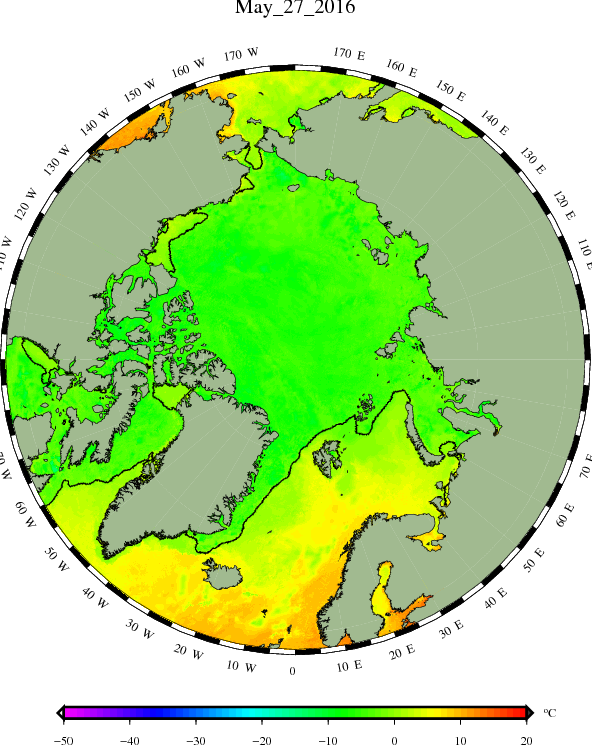 May_27_2016
170 W
170 E
160 W
160 E
150 W
150 E
140 W
140 E
130 W
130 E
120 W
120 E
110 E
60 W
70 E
50 W
60 E
40 W
50 E
30 W
40 E
20 W
30 E
10 W
0
10 E
20 E
°C
−50 −40 −30 −20 −10 0 10 20